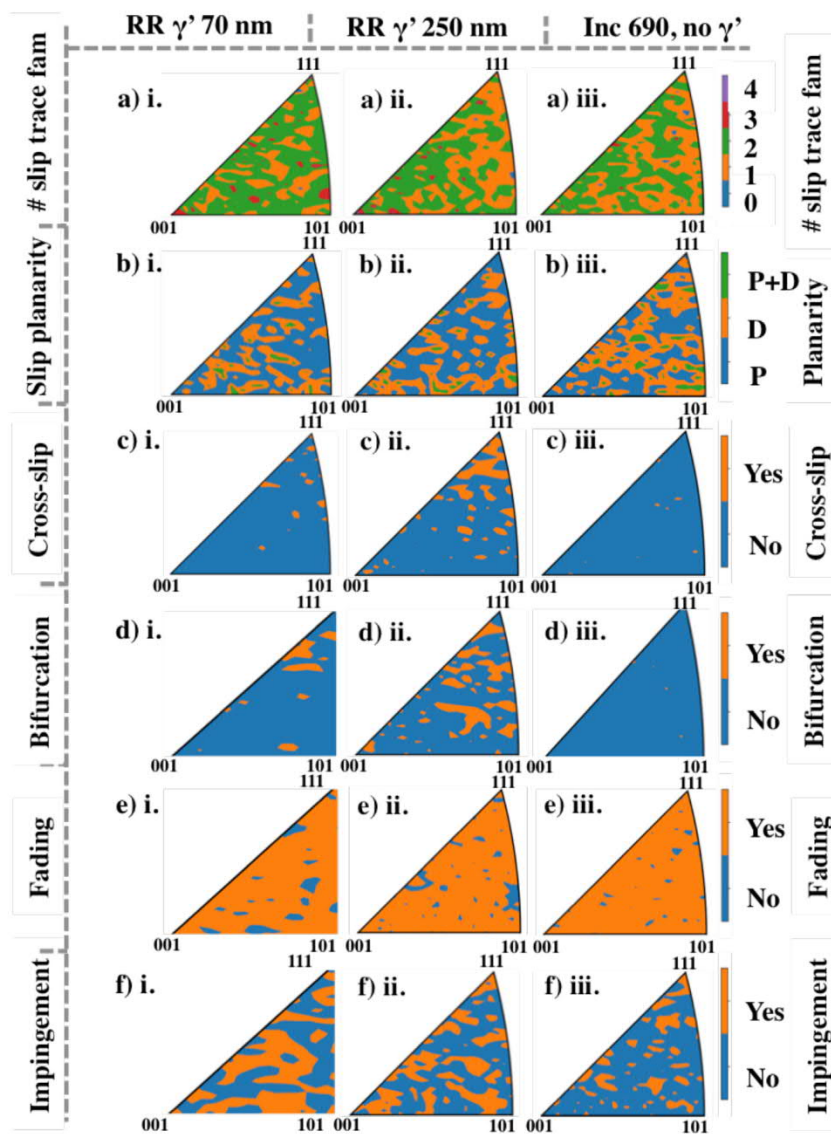 RR γ’ 70 nm RR γ’ 250 nm Inc 690, no γ’
# slip trace fam
111 111 111
a) i. a) ii. a) iii.
4
3
2
1
0
# slip trace fam
001 101 001 101 001 101
Slip planarity
111 111 111
b) i. b) ii. b) iii.
P+D
D
P
Planarity
001 101 001 101 001 101
Cross-slip
111 111 111
c) i. c) ii. c) iii.
Yes
No
Cross-slip
001 101 001 101 001 101
Bifurcation
111 111 111
d) i. d) ii. d) iii.
Yes
No
Bifurcation
001 101 001 101 001 101
Fading
111 111 111
e) i. e) ii. e) iii.
Yes
No
Fading
001 101 001 101 001 101
Impingement
111 111 111
f) i. f) ii. f) iii.
Yes
No
Impingement
001 101 001 101 001 101